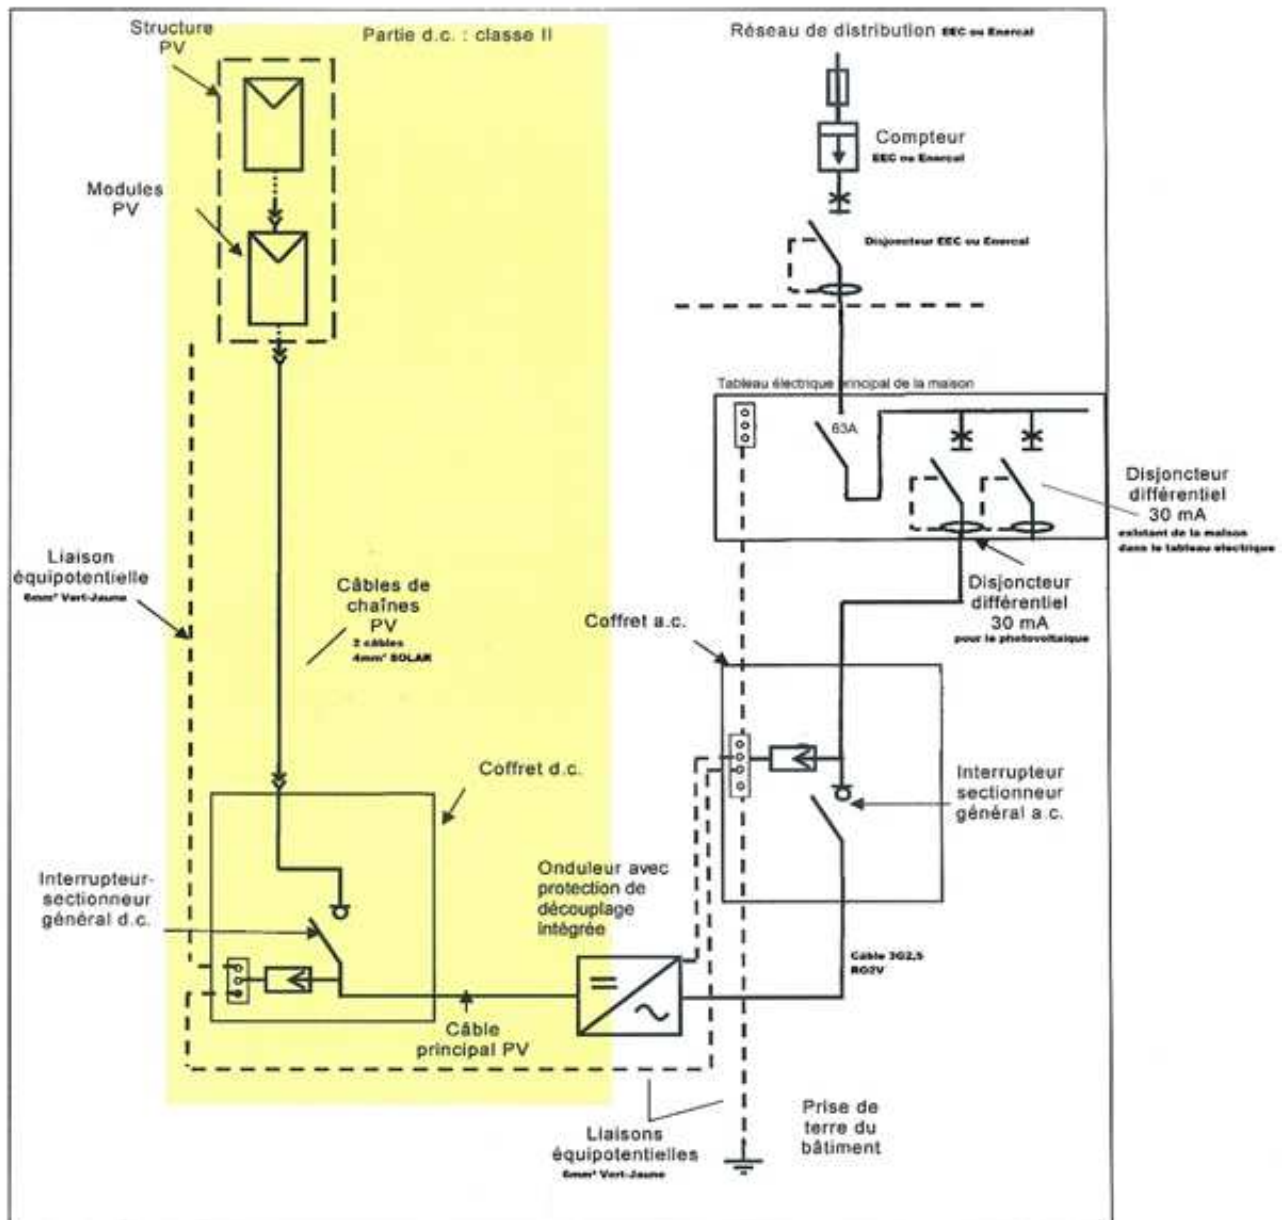 Structure
PV
Partie d.c. : classe II
Réseau de distribution EEC ou Enercal
Compteur
EEC ou Enercal
Modules
PV
Disjoncteur EEC ou Enercal
Tableau électrique principal de la maison
63A
Disjoncteur
différentiel
30 mA
existant de la maison
dans le tableau electrique
Liaison
équipotentielle
6mm² Vert-Jaune
Câbles de
chaînes
PV
2 câbles
4mm² SOLAR
Disjoncteur
différentiel
30 mA
pour le photovoltaique
Coffret a.c.
Coffret d.c.
Interrupteur
sectionneur
général a.c.
Interrupteur-
sectionneur
général d.c.
Onduleur avec
protection de
découplage
intégrée
Câble 3G2,5
RO2V
Câble
principal PV
Liaisons
équipotentielles
6mm² Vert-Jaune
Prise de
terre du
bâtiment